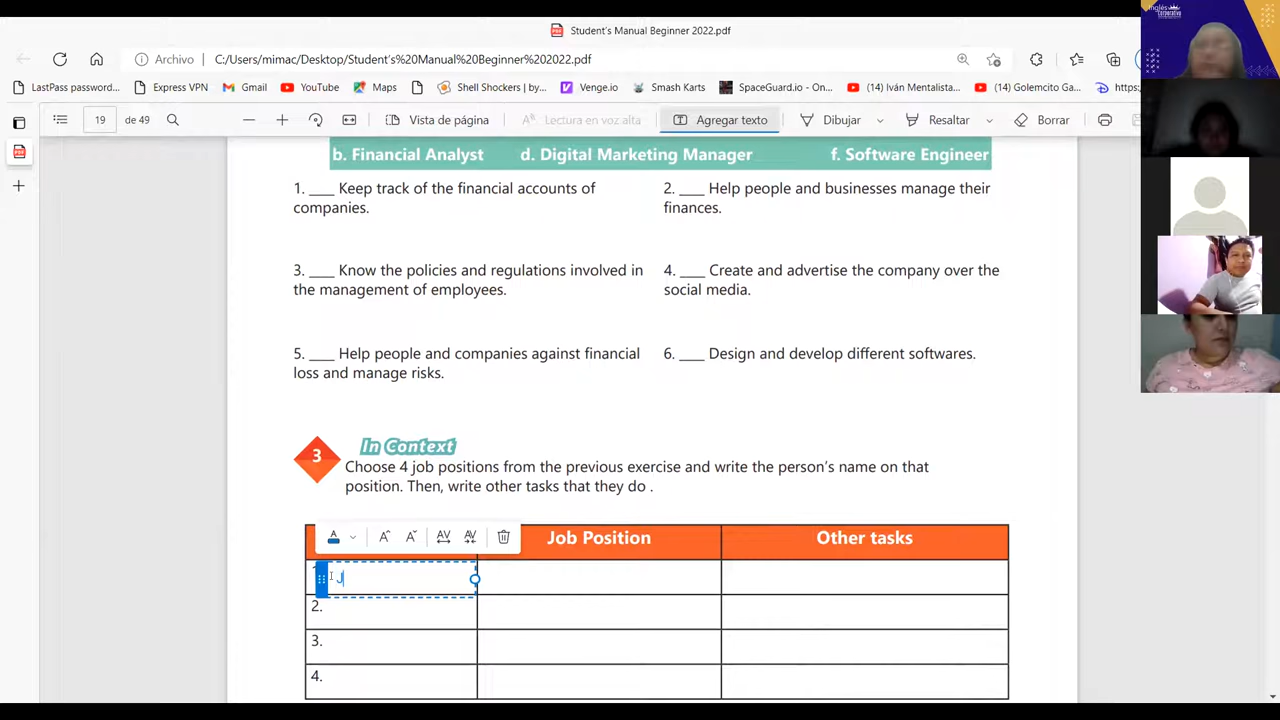 Student's Manual Beginner 2022.pdf
Archivo C:/Users/mimac/Desktop/Student's%20Manual%20Beginner%202022.pdf
LastPass password... Express VPN Gmail YouTube Maps Shell Shockers | by... Venge.io Smash Karts SpaceGuard.io - On... (14) Iván Mentalista... (14) Golemcito Ga... https:
19 de 49 Vista de página Lectura en voz alta Agregar texto Dibujar Resaltar Borrar
b. Financial Analyst d. Digital Marketing Manager f. Software Engineer
1. ____ Keep track of the financial accounts of
companies.
2. ____ Help people and businesses manage their
finances.
3. ____ Know the policies and regulations involved in
the management of employees.
4. ____ Create and advertise the company over the
social media.
5. ____ Help people and companies against financial
loss and manage risks.
6. ____ Design and develop different softwares.
3 In Context
Choose 4 job positions from the previous exercise and write the person's name on that
position. Then, write other tasks that they do .
Job Position Other tasks
J
2.
3.
4.
Inglés
corporativo